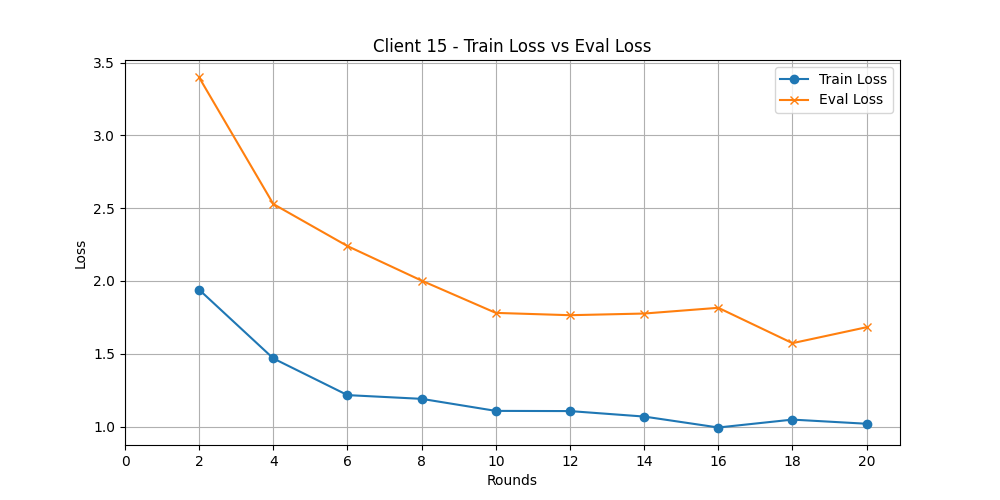 Client 15 - Train Loss vs Eval Loss
Train Loss
Eval Loss
3.5
3.0
2.5
2.0
1.5
1.0
Loss
0 2 4 6 8 10 12 14 16 18 20
Rounds